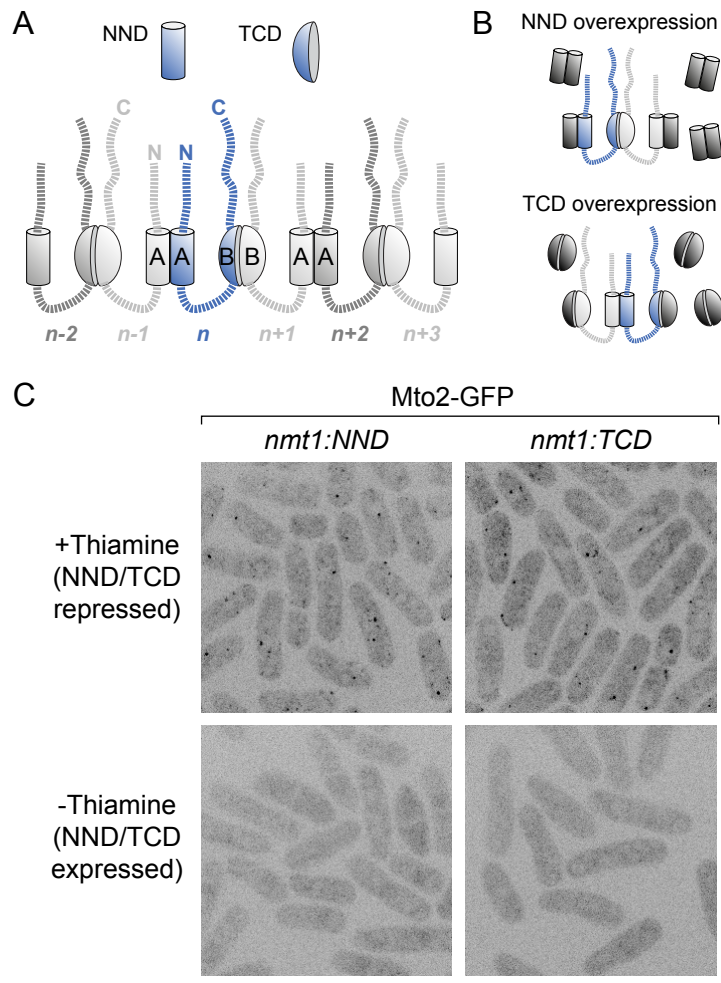 A
NND
TCD
C
C
N
N
A
A
B
B
A
A
n-2
n-1
n
n+1
n+2
n+3
B
NND overexpression
TCD overexpression
C
Mto2-GFP
nmt1:NND
nmt1:TCD
+Thiamine
(NND/TCD
repressed)
-Thiamine
(NND/TCD
expressed)